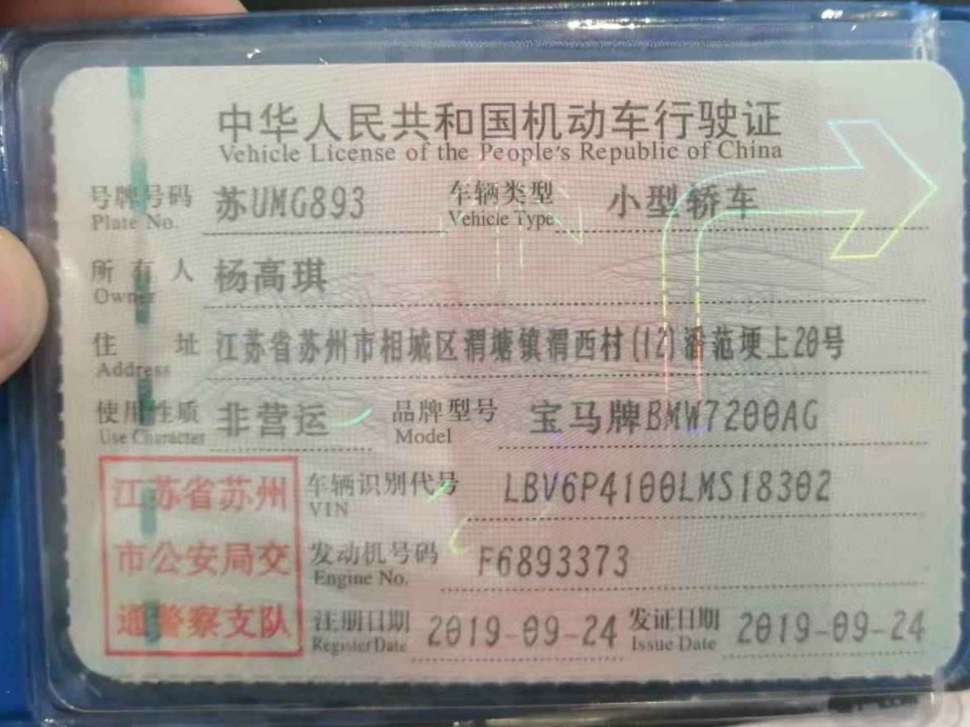 中华人民共和国机动车行驶证
Vehicle License of the People's Republic of China
号牌号码 苏UMG893 车辆类型 小型轿车
Plate No. Vehicle Type
所有人 杨高琪
Owner
住址 江苏省苏州市相城区渭塘镇渭西村(12)潘范埂上20号
Address
使用性质 非营运 品牌型号 宝马牌BMW7200AG
Use Character Model
江苏省苏州 车辆识别代号 LBV6P4100LMS18302
VIN
市公安局交 发动机号码 F6893373
Engine No.
通警察支队 注册日期 2019-09-24 发证日期 2019-09-24
Register Date Issue Date